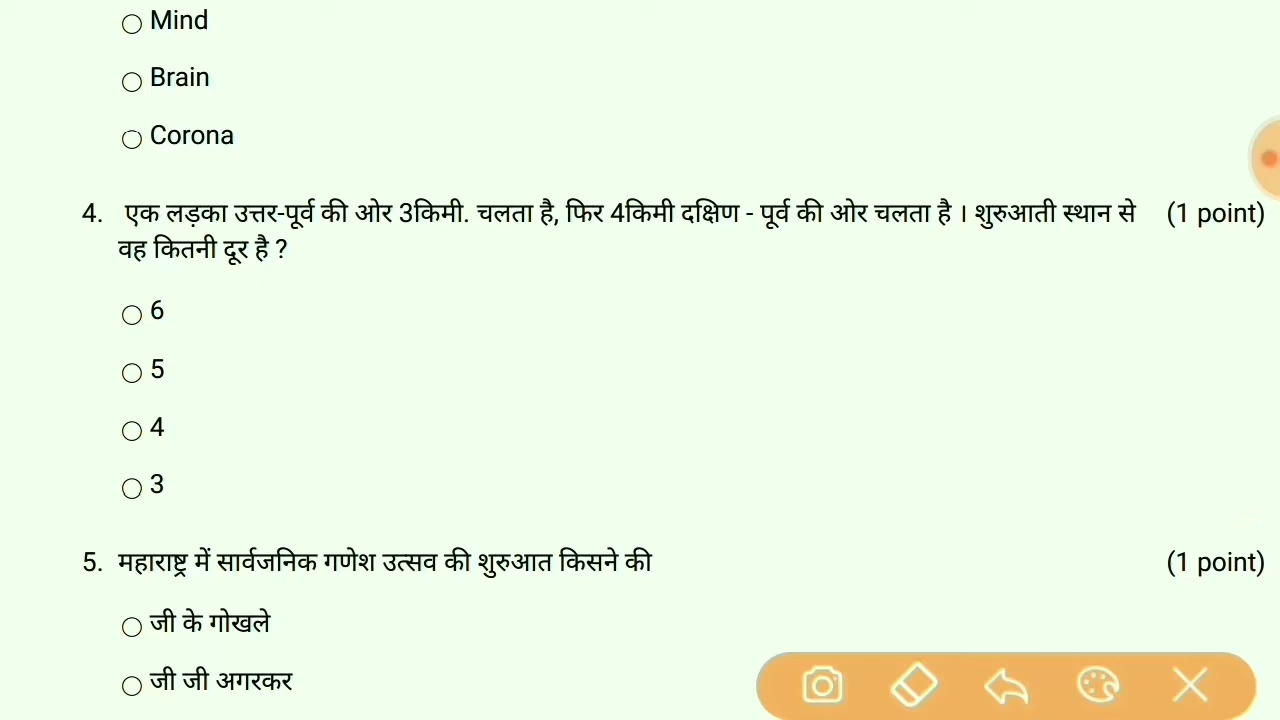 Mind
Brain
Corona
4. एक लड़का उत्तर-पूर्व की ओर 3किमी. चलता है, फिर 4किमी दक्षिण - पूर्व की ओर चलता है । शुरुआती स्थान से (1 point)
वह कितनी दूर है ?
6
5
4
3
5. महाराष्ट्र में सार्वजनिक गणेश उत्सव की शुरुआत किसने की (1 point)
जी के गोखले
जी जी अगरकर